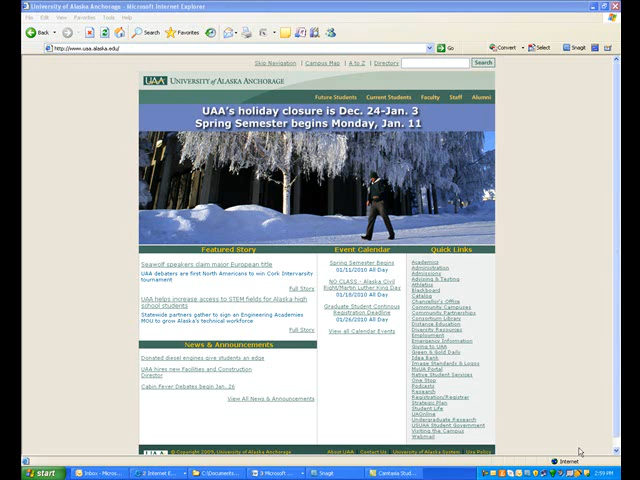 University of Alaska Anchorage - Microsoft Internet Explorer
File Edit View Favorites Tools Help
Back Search Favorites
http://www.uaa.alaska.edu/ Go Convert Select Snagit
Skip Navigation | Campus Map | A to Z | Directory Search
UAA UNIVERSITY of ALASKA ANCHORAGE
Future Students Current Students Faculty Staff Alumni
UAA's holiday closure is Dec. 24-Jan. 3
Spring Semester begins Monday, Jan. 11
Featured Story
Seawolf speakers claim major European title
UAA debaters are first North Americans to win Cork Intervarsity
tournament
Full Story
UAA helps increase access to STEM fields for Alaska high
school students
Statewide partners gather to sign an Engineering Academies
MOU to grow Alaska's technical workforce
Full Story
News & Announcements
Donated diesel engines give students an edge
UAA hires new Facilities and Construction
Director
Cabin Fever Debates begin Jan. 26
View All News & Announcements
Event Calendar
Spring Semester Begins
01/11/2010 All Day
NO CLASS - Alaska Civil
Right/Martin Luther King Day
01/18/2010 All Day
Graduate Student Continous
Registration Deadline
01/26/2010 All Day
View all Calendar Events
Quick Links
Academics
Administration
Admissions
Advising & Testing
Athletics
Blackboard
Catalog
Chancellor's Office
Community Campuses
Community Partnerships
Consortium Library
Distance Education
Diversity Resources
Employment
Emergency Information
Giving to UAA
Green & Gold Daily
Idea Bank
Image Standards & Logos
MyUA Portal
Native Student Services
One Stop
Podcasts
Research
Registration/Registrar
Strategic Plan
Student Life
UAOnline
Undergraduate Research
USUAA Student Government
Visiting the Campus
Webmail
UAA © Copyright 2009, University of Alaska Anchorage. About UAA Contact Us University of Alaska System Use Policy
Internet
start Inbox - Micros... 2 Internet E... C:\Documents... 3 Microsoft ... Snagit Camtasia Stud... 2:59 PM